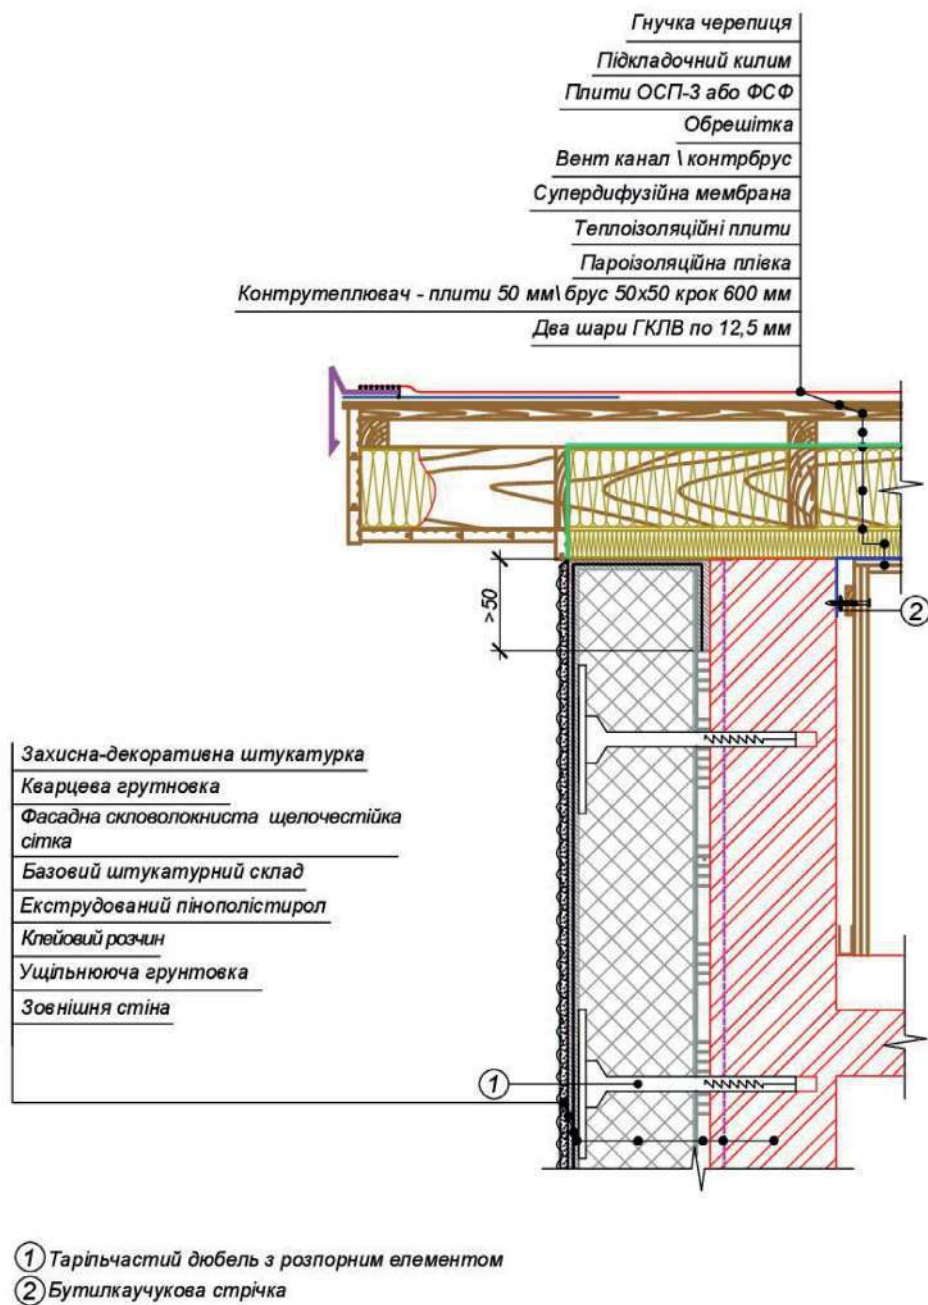 Гнучка черепиця
Підкладочний килим
Плити ОСП-3 або ФСФ
Обрешітка
Вент канал \ контрбрус
Супердифузійна мембрана
Теплоізоляційні плити
Пароізоляційна плівка
Контрутеплювач - плити 50 мм\ брус 50х50 крок 600 мм
Два шари ГКЛВ по 12,5 мм
>50
2
Захисна-декоративна штукатурка
Кварцева грутновка
Фасадна скловолокниста щелочестійка
сітка
Базовий штукатурний склад
Екструдований пінополістирол
Клейовий розчин
Ущільнююча грунтовка
Зовнішня стіна
1
1 Тарільчастий дюбель з розпорним елементом
2 Бутилкаучукова стрічка